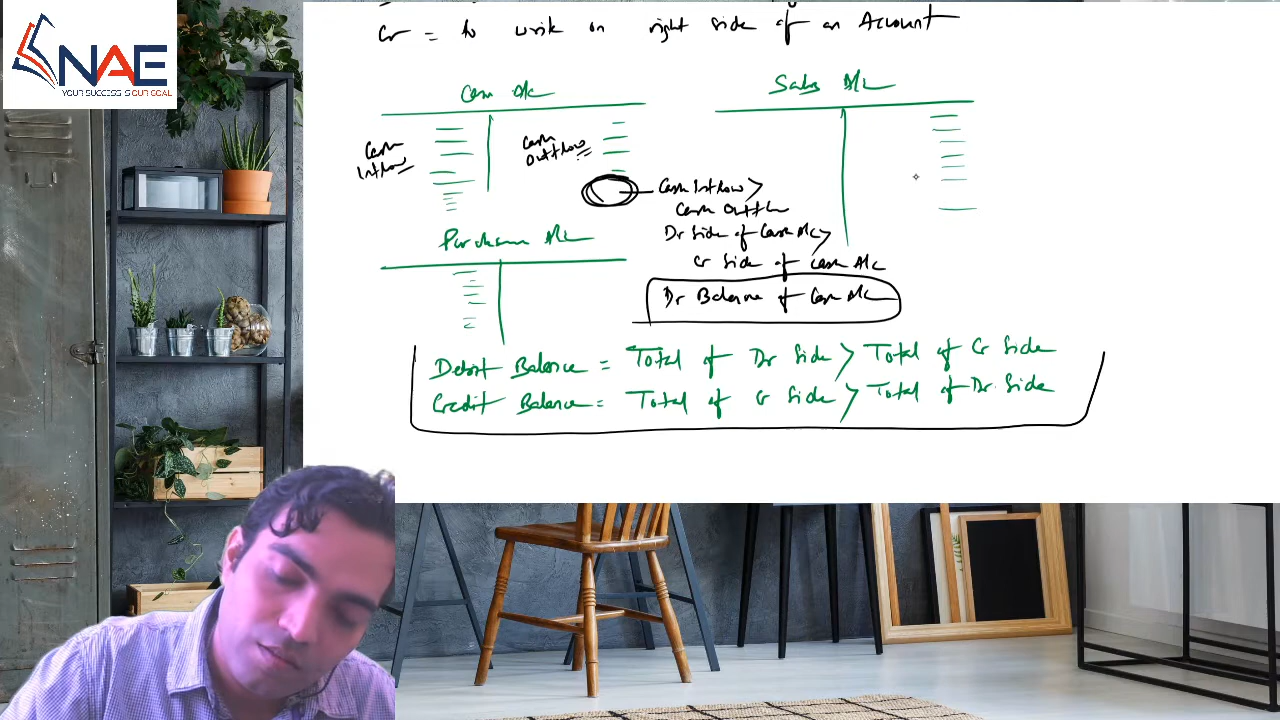 NAE
YOUR SUCCESS IS OUR GOAL
Cr = to write on right side of an Account
Cash A/c
Sales A/c
Cash Inflow
Cash Outflow
Cash Inflow >
Cash Outflow
Dr Side of Cash A/c >
Cr Side of Cash A/c
Purchase A/c
Dr Balance of Cash A/c
Debit Balance = Total of Dr Side > Total of Cr Side
Credit Balance = Total of Cr Side > Total of Dr. Side